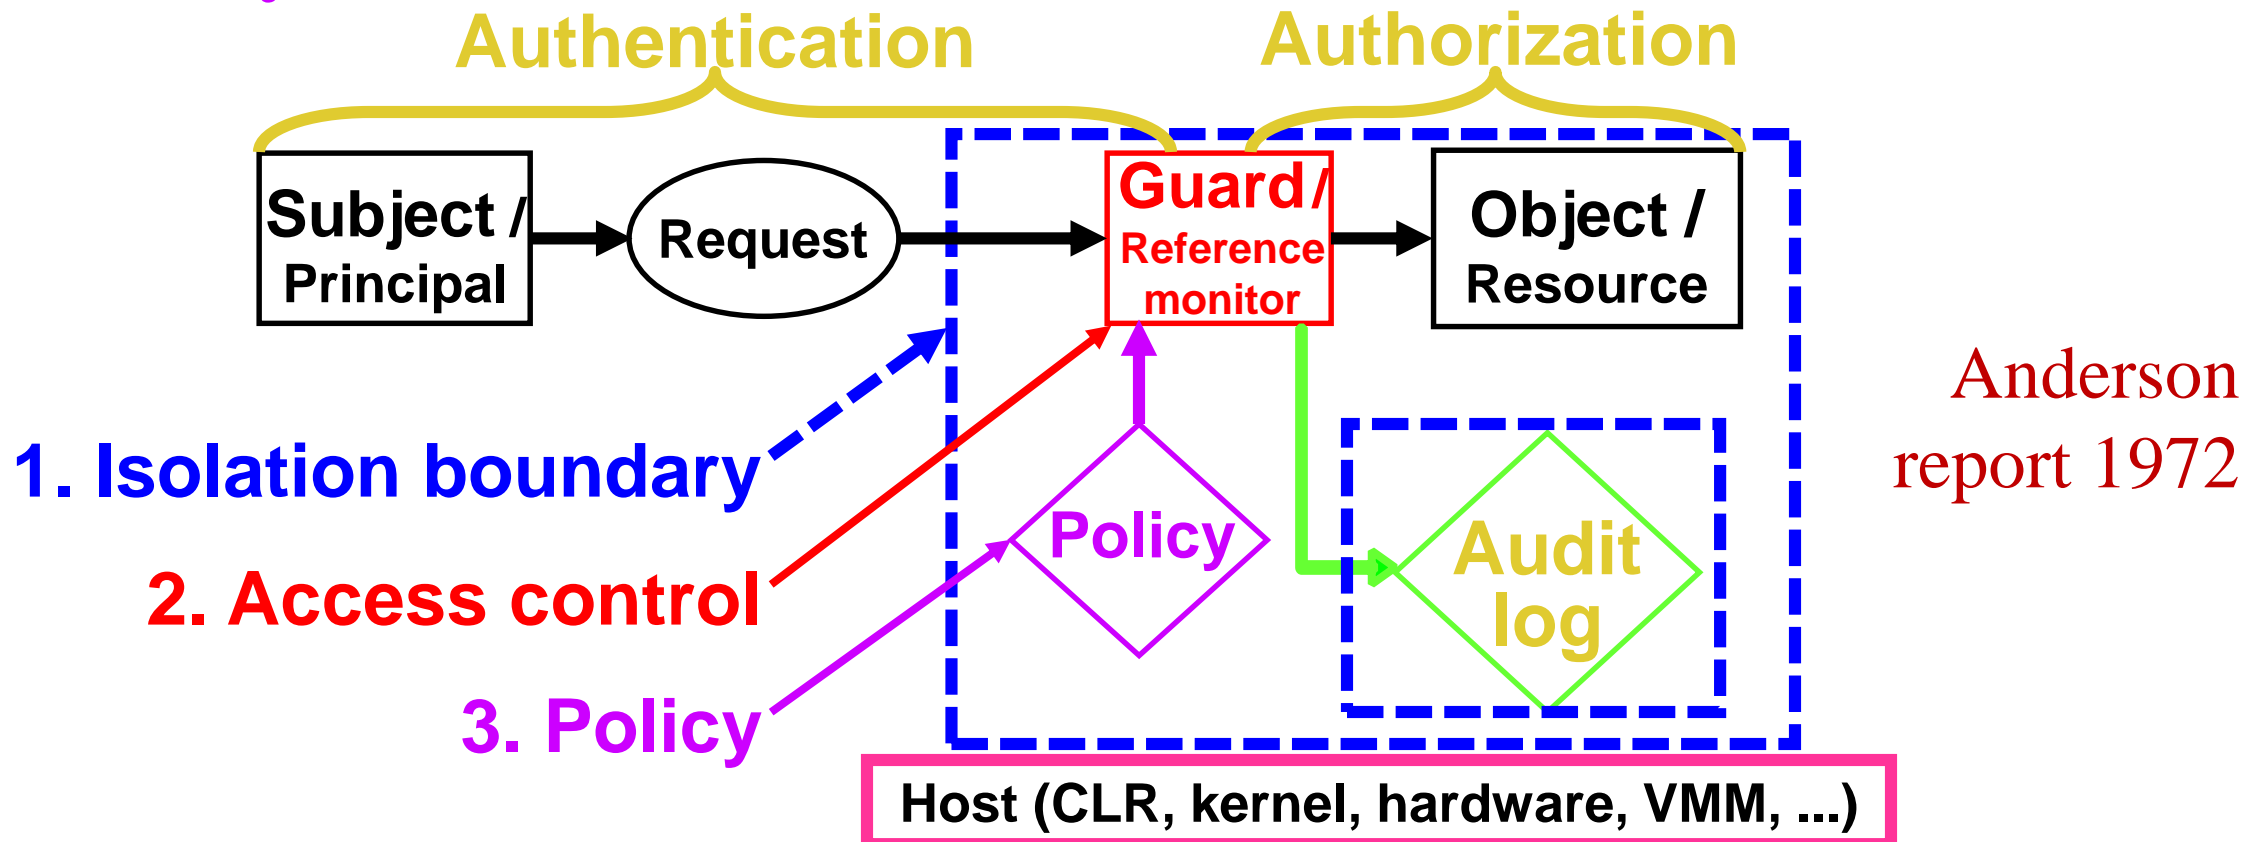 Authentication
Authorization
Subject /
Principal
Request
Guard/
Reference
monitor
Object /
Resource
Anderson
report 1972
1. Isolation boundary
2. Access control
3. Policy
Policy
Audit
log
Host (CLR, kernel, hardware, VMM, ...)